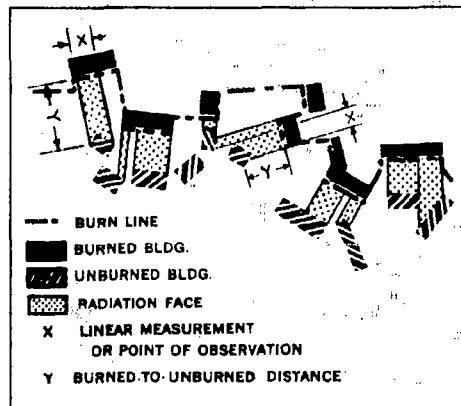 X
Y
X
Y
BURN LINE
BURNED BLDG.
UNBURNED BLDG.
RADIATION FACE
X LINEAR MEASUREMENT
OR POINT OF OBSERVATION
Y BURNED-TO-UNBURNED DISTANCE